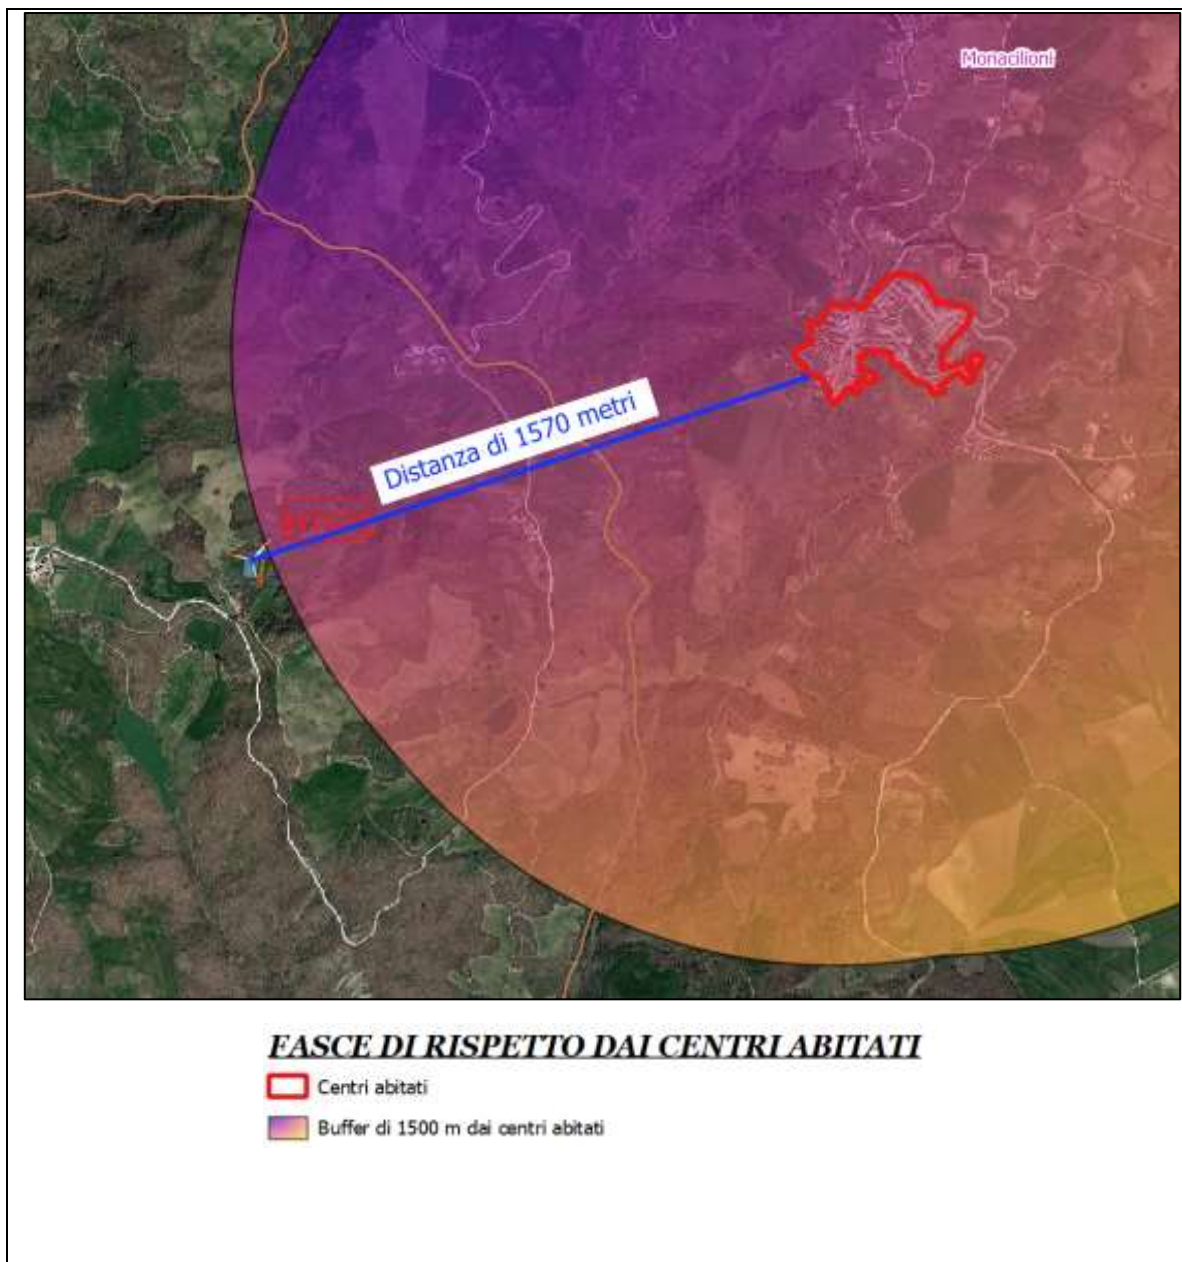 Monacilioni
Distanza di 1570 metri
FASCE DI RISPETTO DAI CENTRI ABITATI
Centri abitati
Buffer di 1500 m dai centri abitati